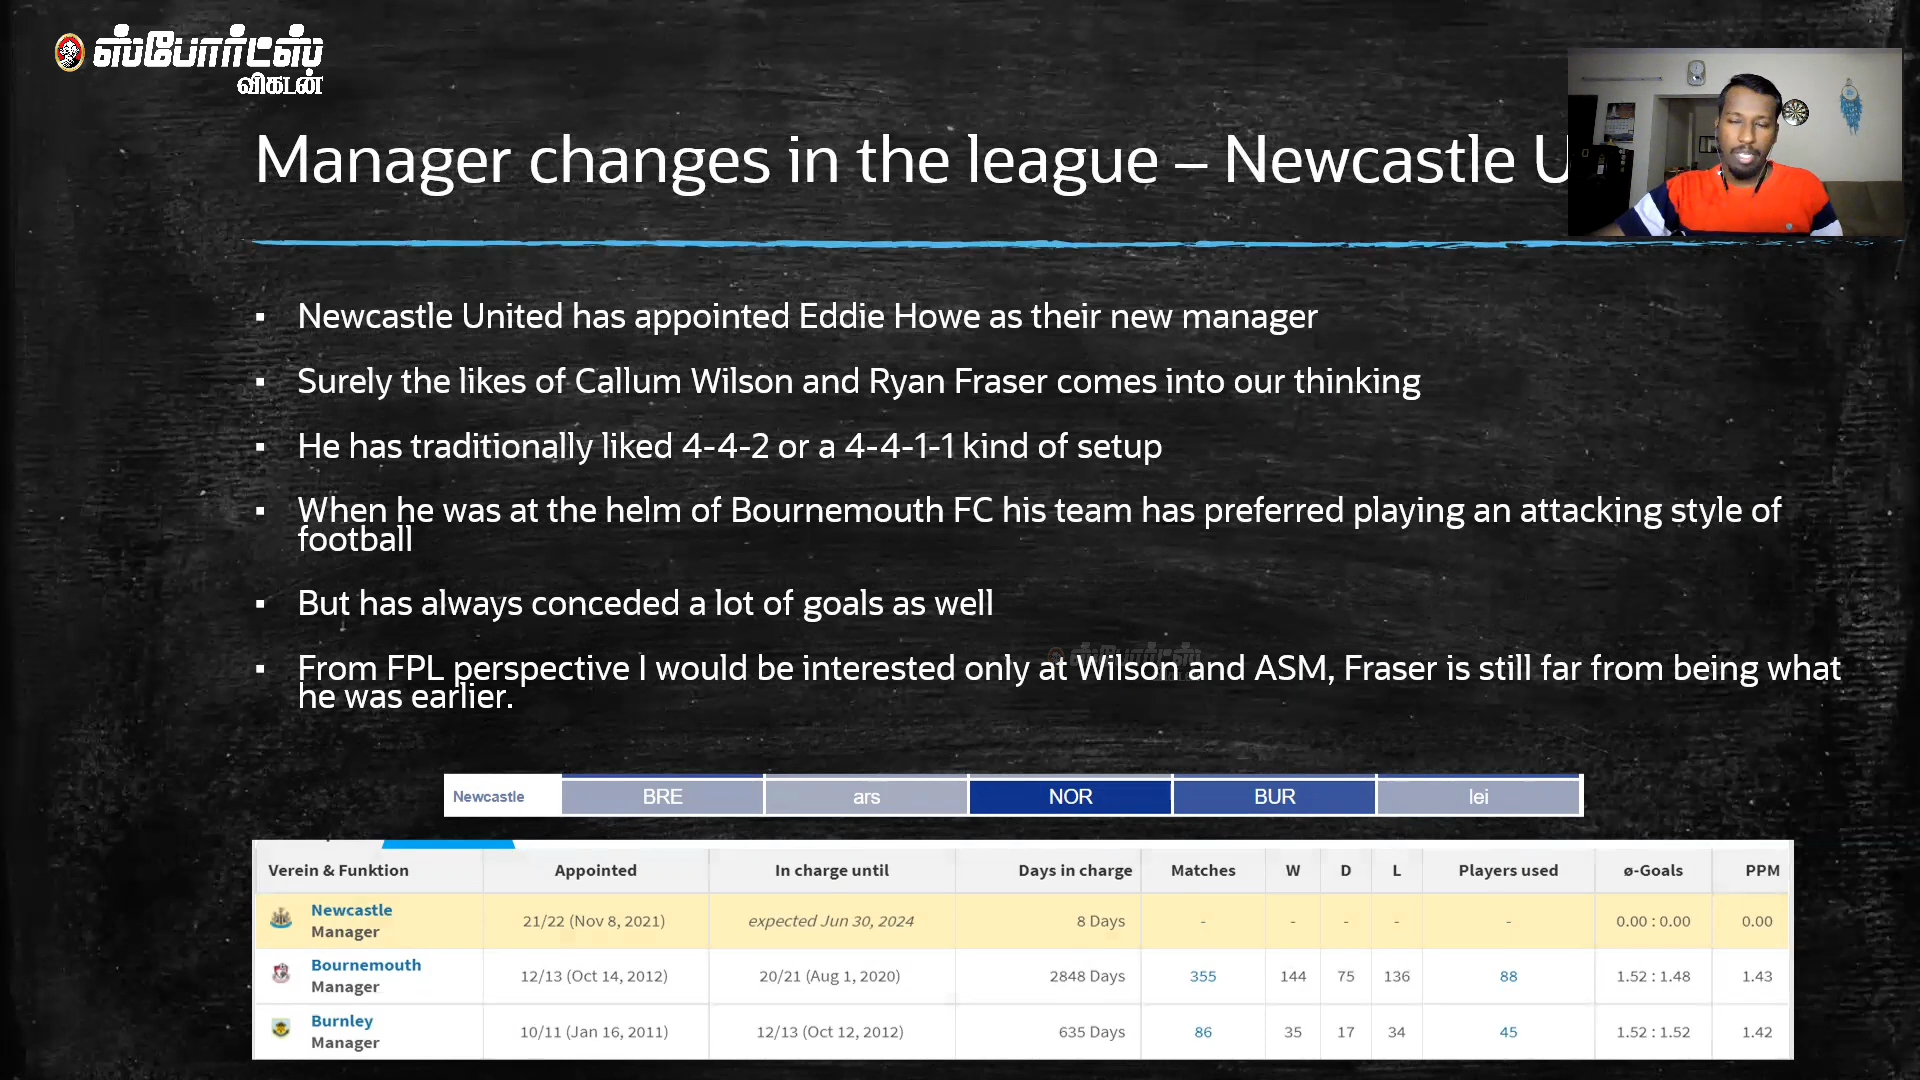 ஸ்போர்ட்ஸ்
விகடன்
Manager changes in the league – Newcastle U
▪ Newcastle United has appointed Eddie Howe as their new manager
▪ Surely the likes of Callum Wilson and Ryan Fraser comes into our thinking
▪ He has traditionally liked 4-4-2 or a 4-4-1-1 kind of setup
▪ When he was at the helm of Bournemouth FC his team has preferred playing an attacking style of
football
▪ But has always conceded a lot of goals as well
▪ From FPL perspective I would be interested only at Wilson and ASM, Fraser is still far from being what
he was earlier.
Newcastle BRE ars NOR BUR lei
Verein & Funktion Appointed In charge until Days in charge Matches W D L Players used ø-Goals PPM
Newcastle
Manager
21/22 (Nov 8, 2021) expected Jun 30, 2024 8 Days - - - - - 0.00 : 0.00 0.00
Bournemouth
Manager
12/13 (Oct 14, 2012) 20/21 (Aug 1, 2020) 2848 Days 355 144 75 136 88 1.52 : 1.48 1.43
Burnley
Manager
10/11 (Jan 16, 2011) 12/13 (Oct 12, 2012) 635 Days 86 35 17 34 45 1.52 : 1.52 1.42